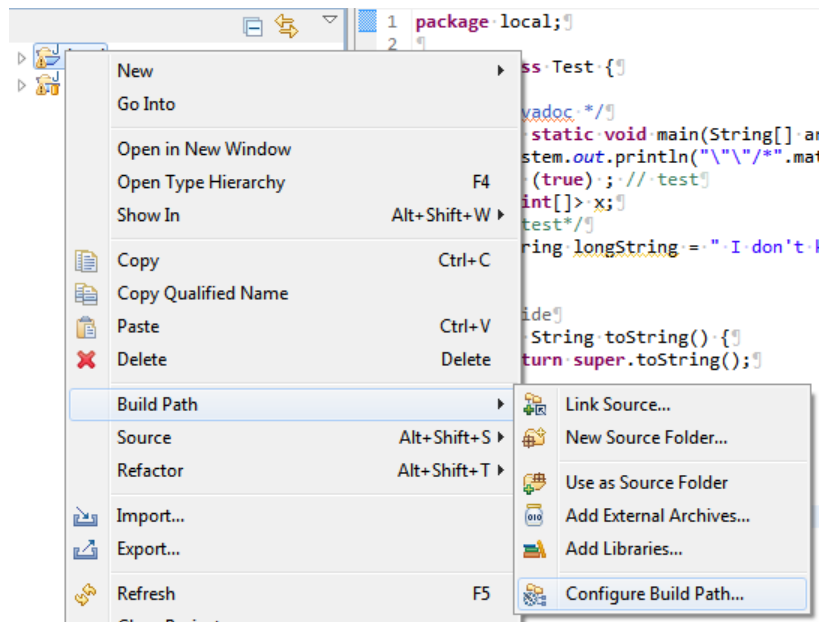 1 package local;¶
2 ¶
ss·Test·{¶
vadoc·*/¶
static·void·main(String[]
stem.out.println("\"\"/*".mat
(true)·;·//·test¶
int[]>·x;¶
test*/¶
ring·longString·=·"·I·don't
ide¶
String·toString()·{¶
turn·super.toString();¶
New
Go Into
Open in New Window
Open Type Hierarchy F4
Show In Alt+Shift+W
Copy Ctrl+C
Copy Qualified Name
Paste Ctrl+V
Delete Delete
Build Path
Source Alt+Shift+S
Refactor Alt+Shift+T
Import...
Export...
Refresh F5
Link Source...
New Source Folder...
Use as Source Folder
Add External Archives...
Add Libraries...
Configure Build Path...